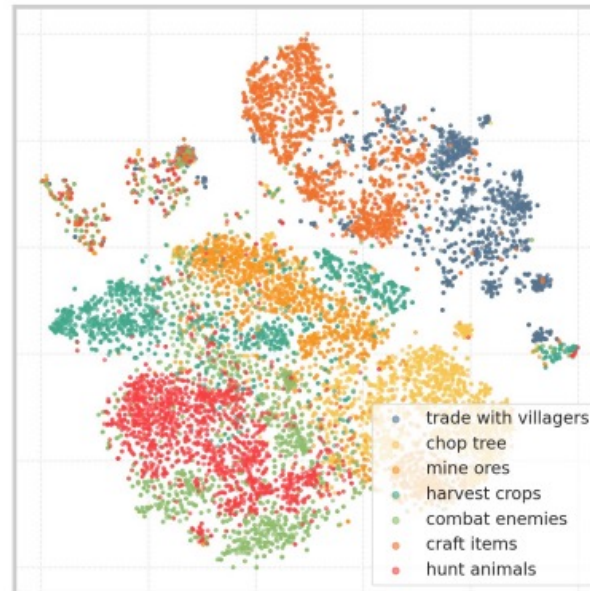 trade with villagers
chop tree
mine ores
harvest crops
combat enemies
craft items
hunt animals